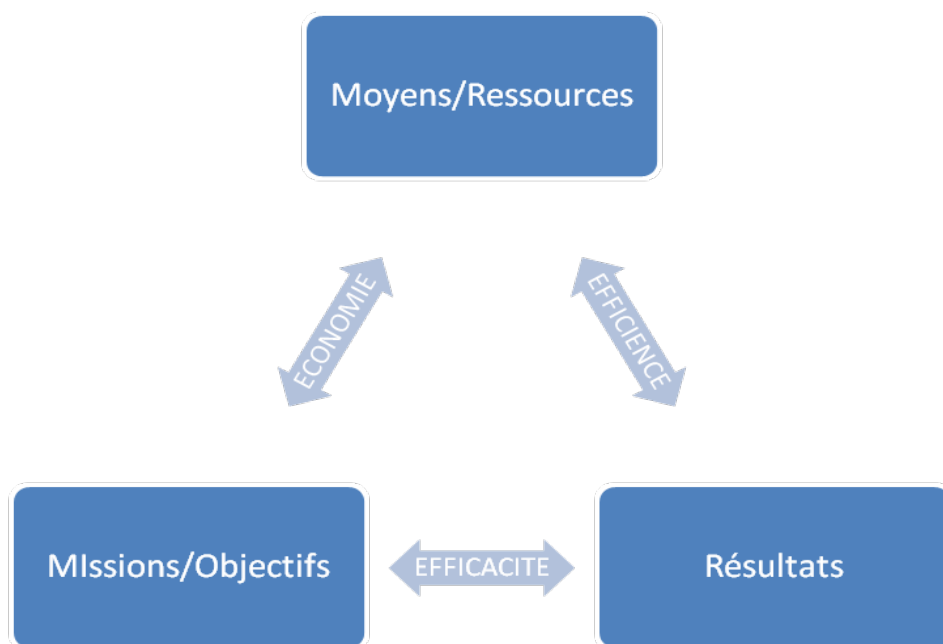 Moyens/Ressources
ECONOMIE
EFFICIENCE
MIssions/Objectifs
EFFICACITE
Résultats